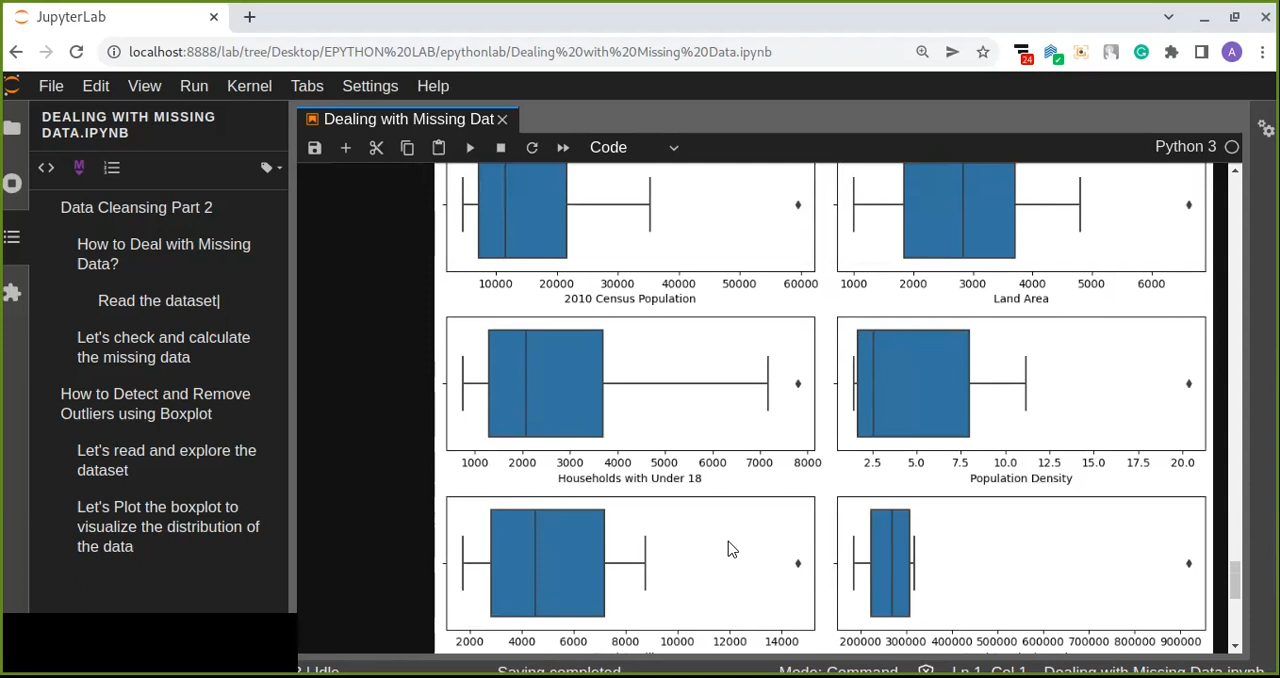 JupyterLab
localhost:8888/lab/tree/Desktop/EPYTHON%20LAB/epythonlab/Dealing%20with%20Missing%20Data.ipynb
24
A
File Edit View Run Kernel Tabs Settings Help
DEALING WITH MISSING
DATA.IPYNB
Dealing with Missing Dat
Code
Python 3
M
Data Cleansing Part 2
How to Deal with Missing
Data?
Read the dataset|
Let's check and calculate
the missing data
How to Detect and Remove
Outliers using Boxplot
Let's read and explore the
dataset
Let's Plot the boxplot to
visualize the distribution of
the data
10000 20000 30000 40000 50000 60000
2010 Census Population
1000 2000 3000 4000 5000 6000
Land Area
1000 2000 3000 4000 5000 6000 7000 8000
Households with Under 18
2.5 5.0 7.5 10.0 12.5 15.0 17.5 20.0
Population Density
2000 4000 6000 8000 10000 12000 14000
200000 300000 400000 500000 600000 700000 800000 900000
Idle
Saving completed
Mode: Command
Ln 1, Col 1
Dealing with Missing Data.ipynb